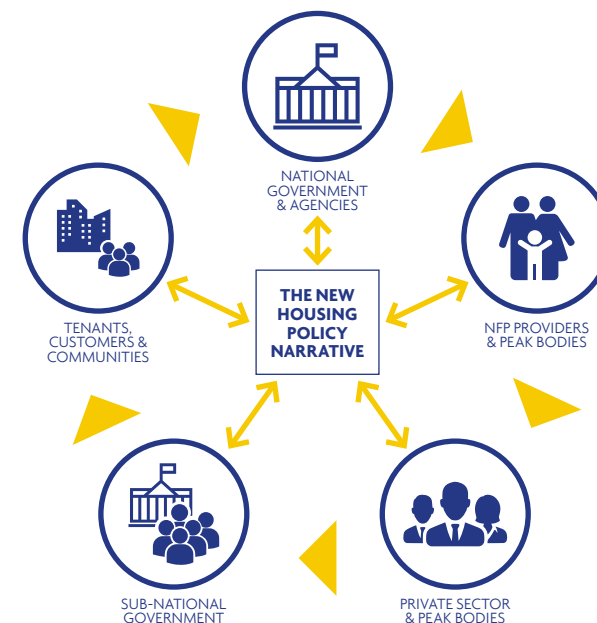 NATIONAL
GOVERNMENT
& AGENCIES
TENANTS,
CUSTOMERS &
COMMUNITIES
THE NEW
HOUSING
POLICY
NARRATIVE
NFP PROVIDERS
& PEAK BODIES
SUB-NATIONAL
GOVERNMENT
PRIVATE SECTOR
& PEAK BODIES